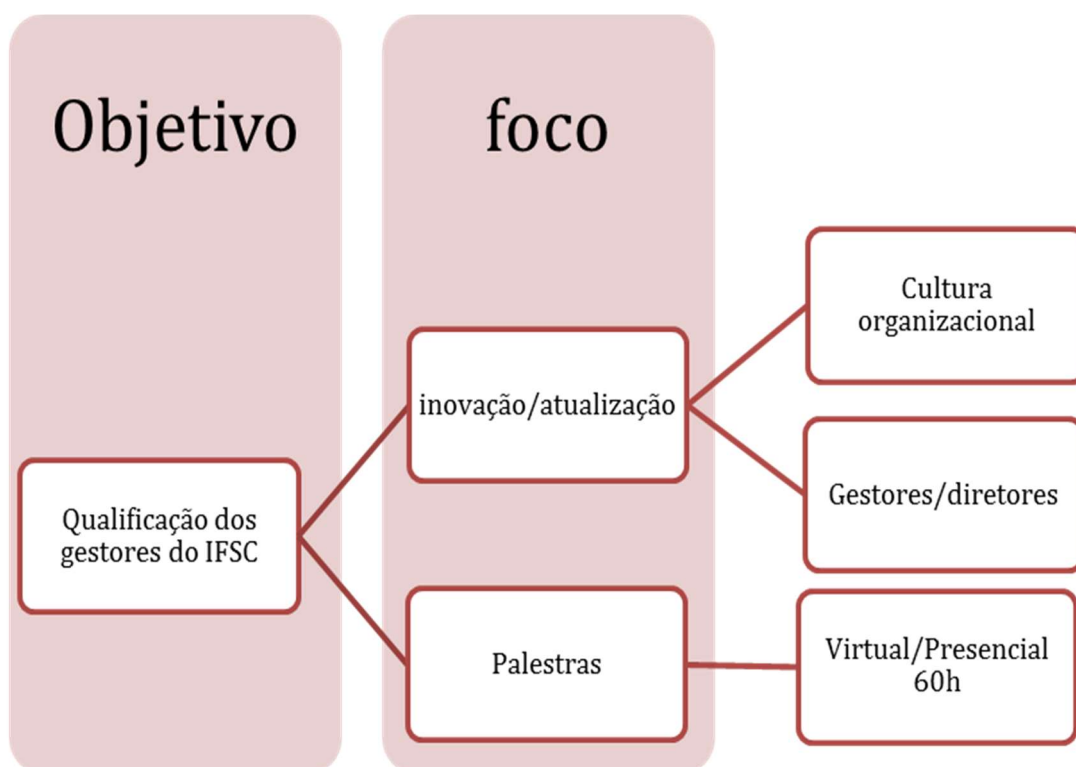 Objetivo
foco
Qualificação dos
gestores do IFSC
inovação/atualização
Palestras
Cultura
organizacional
Gestores/diretores
Virtual/Presencial
60h